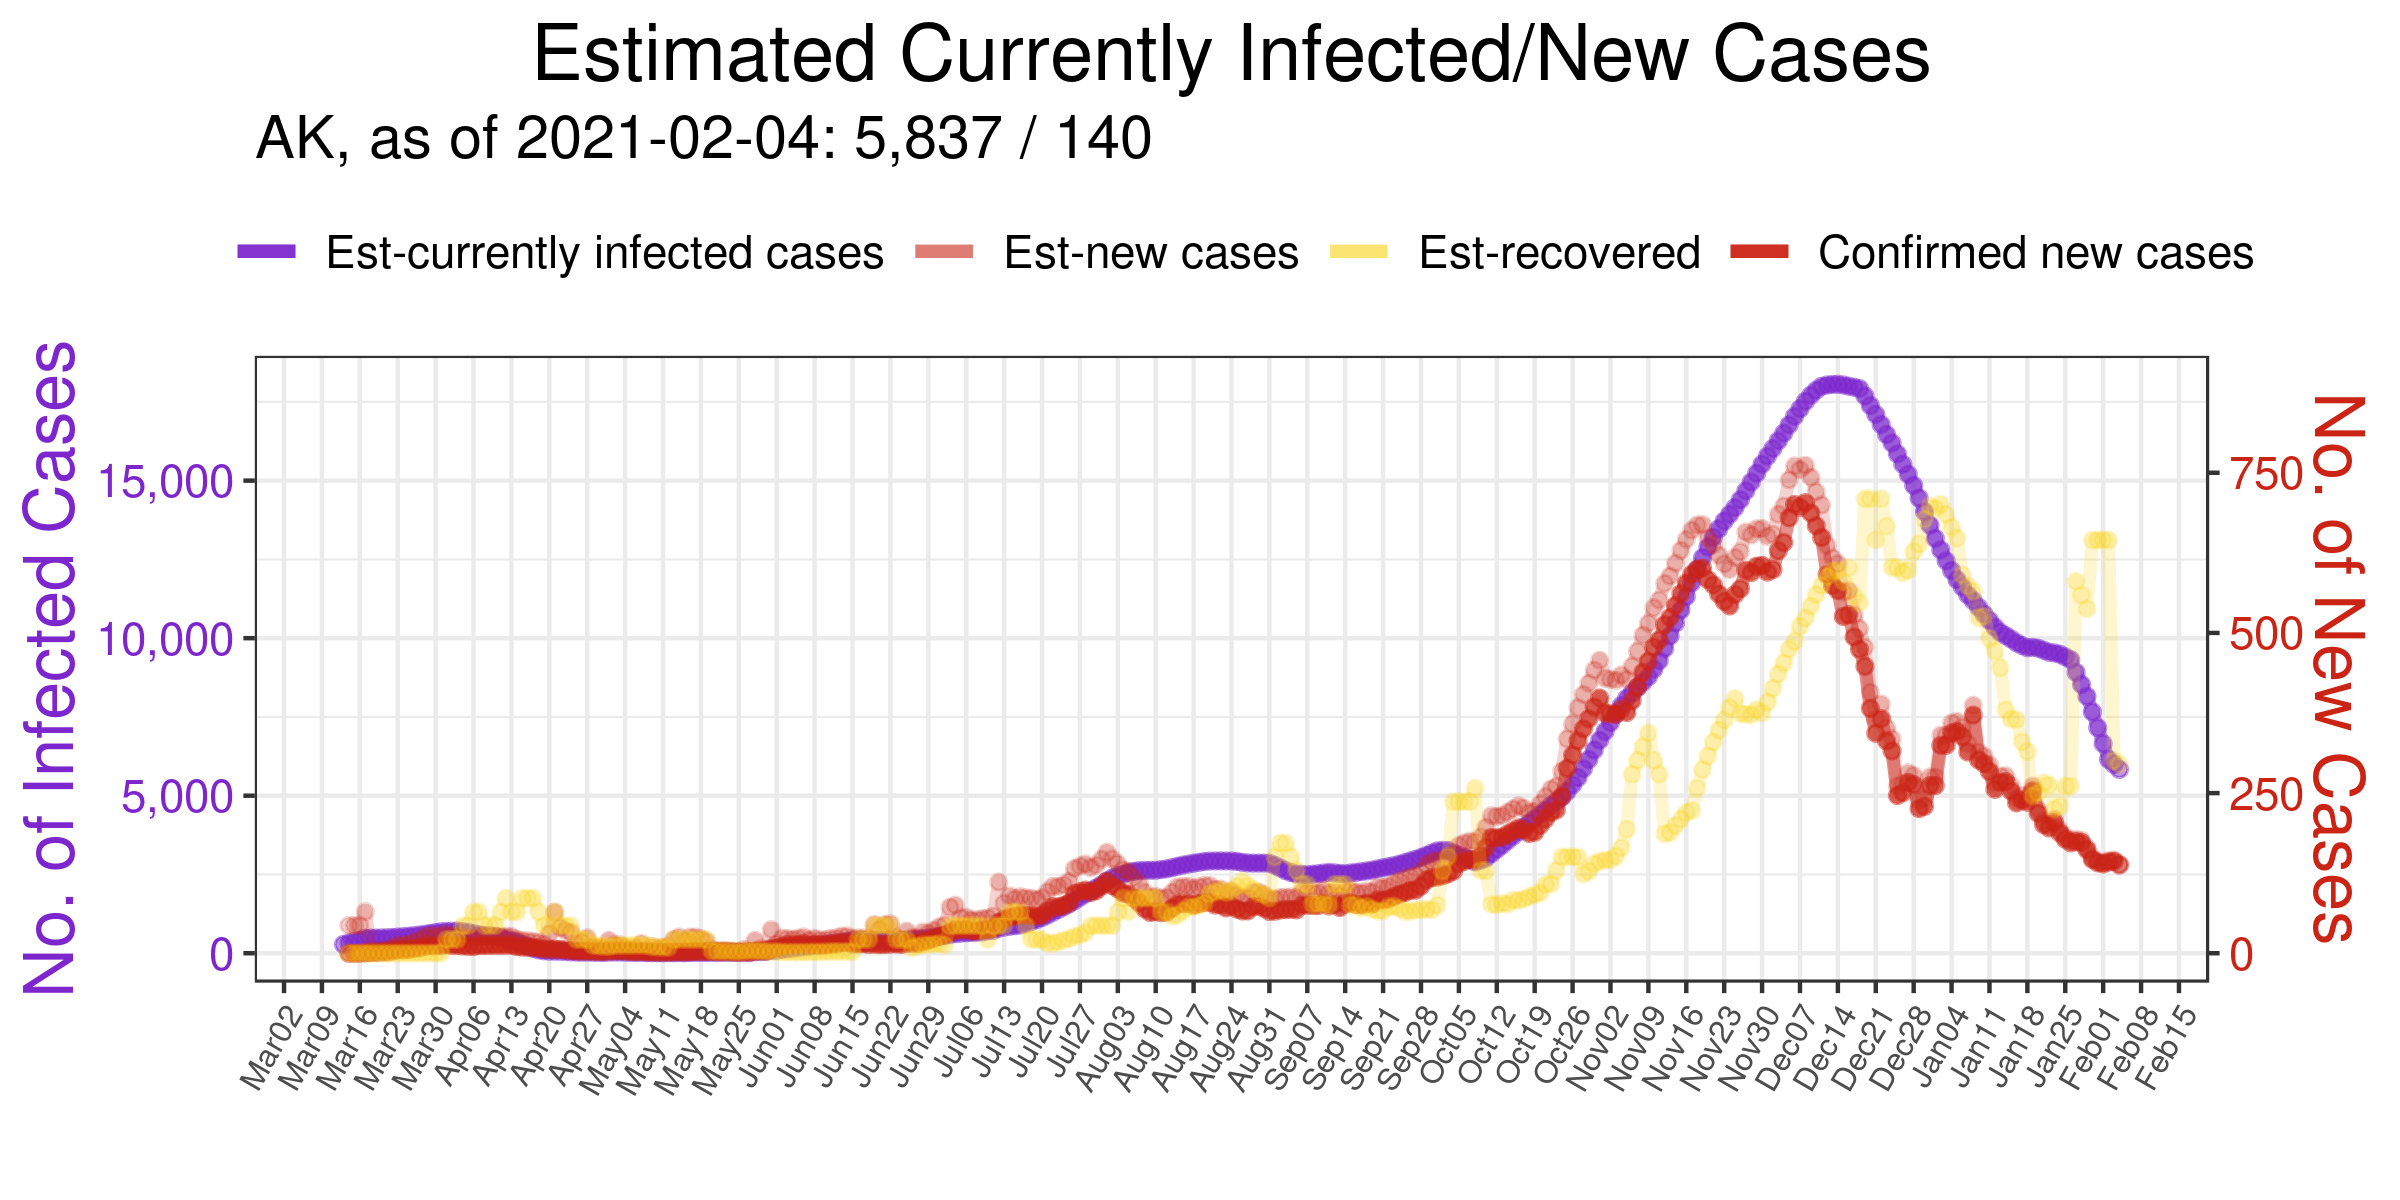 Estimated Currently Infected/New Cases
AK, as of 2021-02-04: 5,837 / 140
Est-currently infected cases Est-new cases Est-recovered Confirmed new cases
No. of Infected Cases
15,000
10,000
5,000
0
750
500
250
0
No. of New Cases
Mar02 Mar09 Mar16 Mar23 Mar30 Apr06 Apr13 Apr20 Apr27 May04 May11 May18 May25 Jun01 Jun08 Jun15 Jun22 Jun29 Jul06 Jul13 Jul20 Jul27 Aug03 Aug10 Aug17 Aug24 Aug31 Sep07 Sep14 Sep21 Sep28 Oct05 Oct12 Oct19 Oct26 Nov02 Nov09 Nov16 Nov23 Nov30 Dec07 Dec14 Dec21 Dec28 Jan04 Jan11 Jan18 Jan25 Feb01 Feb08 Feb15